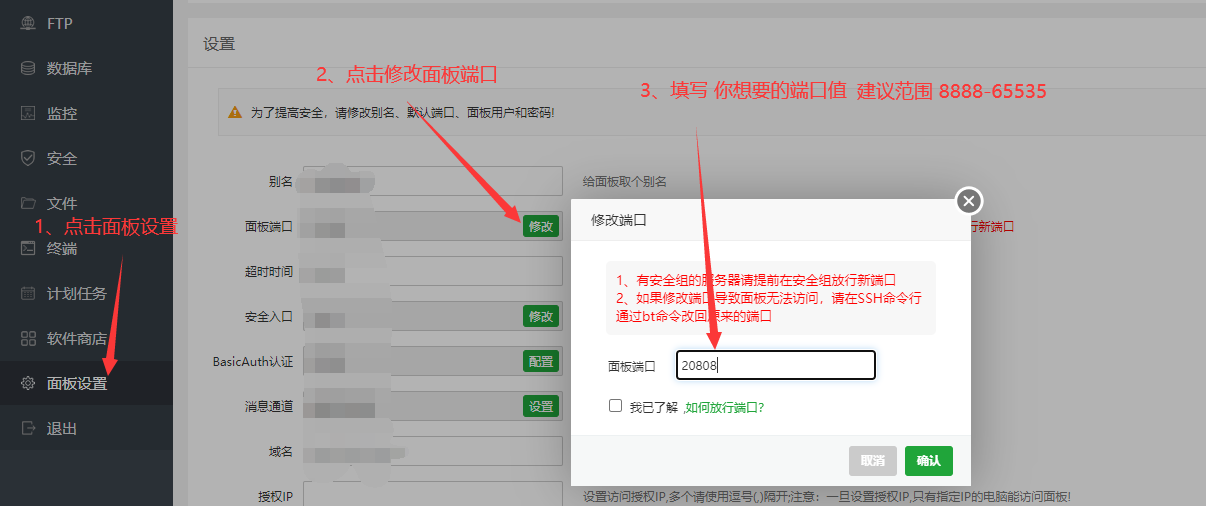 FTP
数据库
监控
安全
文件
终端
计划任务
软件商店
面板设置
退出
1、点击面板设置
设置
2、点击修改面板端口
3、填写 你想要的端口值 建议范围 8888-65535
为了提高安全，请修改别名、默认端口、面板用户和密码!
别名
给面板取个别名
面板端口
修改
行新端口
超时时间
安全入口
修改
BasicAuth认证
配置
消息通道
设置
域名
授权IP
设置访问授权IP,多个请使用逗号(,)隔开;注意：一旦设置授权IP,只有指定IP的电脑能访问面板!
修改端口
1、有安全组的服务器请提前在安全组放行新端口
2、如果修改端口导致面板无法访问，请在SSH命令行
通过bt命令改回原来的端口
面板端口
20808
我已了解 ,如何放行端口?
取消
确认